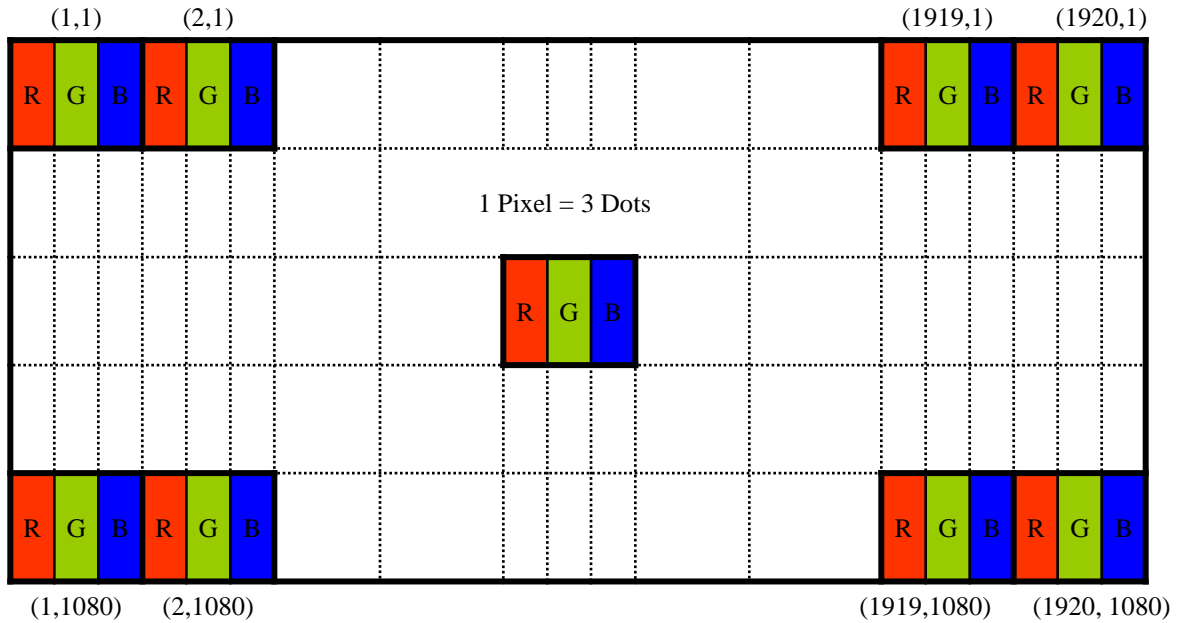 (1,1) (2,1) (1919,1) (1920,1)
R G B R G B R G B R G B
1 Pixel = 3 Dots
R G B
R G B R G B R G B R G B
(1,1080) (2,1080) (1919,1080) (1920, 1080)